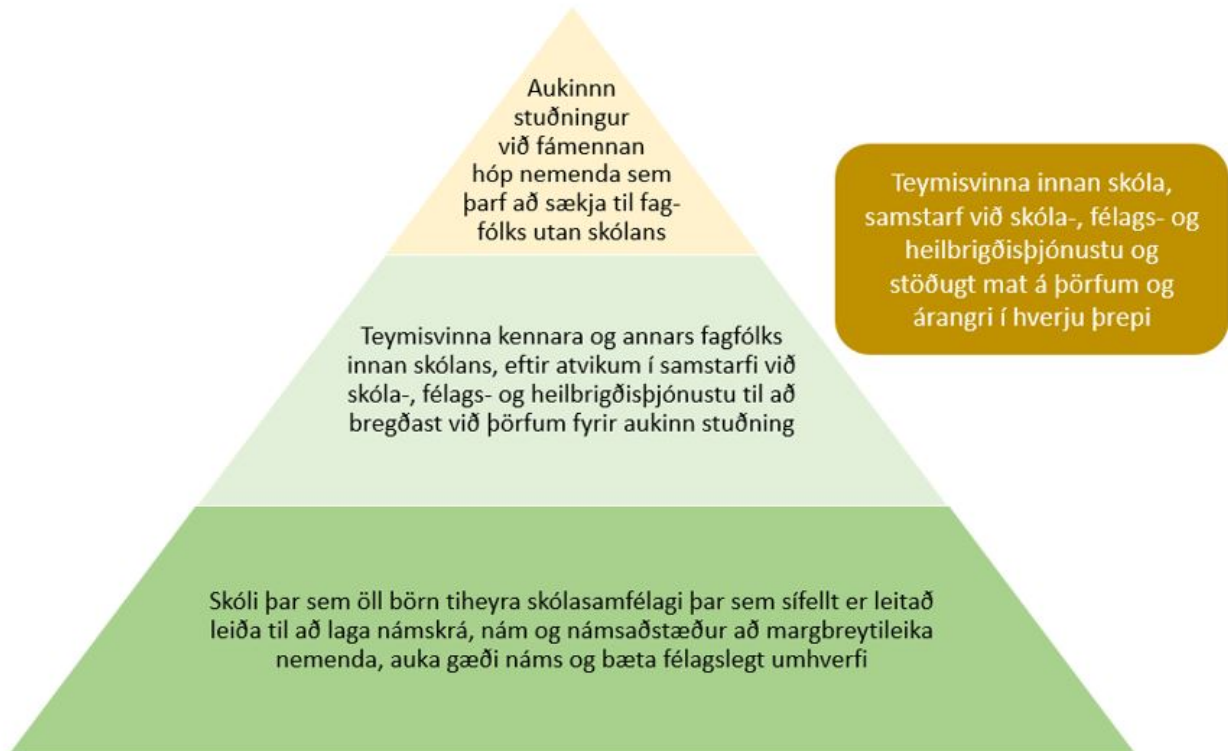 Aukinnn
stuðningur
við fámennan
hóp nemenda sem
þarf að sækja til fag-
fólks utan skólans
Teymisvinna innan skóla,
samstarf við skóla-, félags- og
heilbrigðisþjónustu og
stöðugt mat á þörfum og
árangri í hverju þrepi
Teymisvinna kennara og annars fagfólks
innan skólans, eftir atvikum í samstarfi við
skóla-, félags- og heilbrigðisþjónustu til að
bregðast við þörfum fyrir aukinn stuðning
Skóli þar sem öll börn tiheyra skólasamfélagi þar sem sífellt er leitað
leiða til að laga námskrá, nám og námsaðstæður að margbreytileika
nemenda, auka gæði náms og bæta félagslegt umhverfi